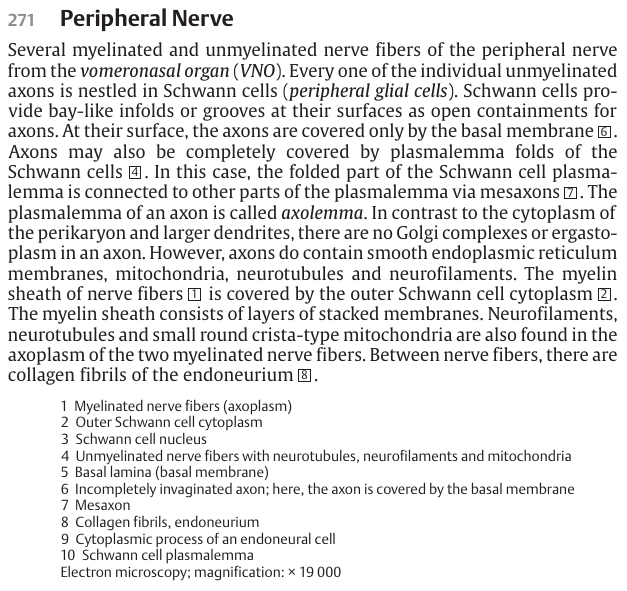 271 Peripheral Nerve
Several myelinated and unmyelinated nerve fibers of the peripheral nerve
from the vomeronasal organ (VNO). Every one of the individual unmyelinated
axons is nestled in Schwann cells (peripheral glial cells). Schwann cells pro-
vide bay-like infolds or grooves at their surfaces as open containments for
axons. At their surface, the axons are covered only by the basal membrane 6.
Axons may also be completely covered by plasmalemma folds of the
Schwann cells 4. In this case, the folded part of the Schwann cell plasma-
lemma is connected to other parts of the plasmalemma via mesaxons 7. The
plasmalemma of an axon is called axolemma. In contrast to the cytoplasm of
the perikaryon and larger dendrites, there are no Golgi complexes or ergasto-
plasm in an axon. However, axons do contain smooth endoplasmic reticulum
membranes, mitochondria, neurotubules and neurofilaments. The myelin
sheath of nerve fibers 1 is covered by the outer Schwann cell cytoplasm 2.
The myelin sheath consists of layers of stacked membranes. Neurofilaments,
neurotubules and small round crista-type mitochondria are also found in the
axoplasm of the two myelinated nerve fibers. Between nerve fibers, there are
collagen fibrils of the endoneurium 8.
1 Myelinated nerve fibers (axoplasm)
2 Outer Schwann cell cytoplasm
3 Schwann cell nucleus
4 Unmyelinated nerve fibers with neurotubules, neurofilaments and mitochondria
5 Basal lamina (basal membrane)
6 Incompletely invaginated axon; here, the axon is covered by the basal membrane
7 Mesaxon
8 Collagen fibrils, endoneurium
9 Cytoplasmic process of an endoneural cell
10 Schwann cell plasmalemma
Electron microscopy; magnification: × 19 000